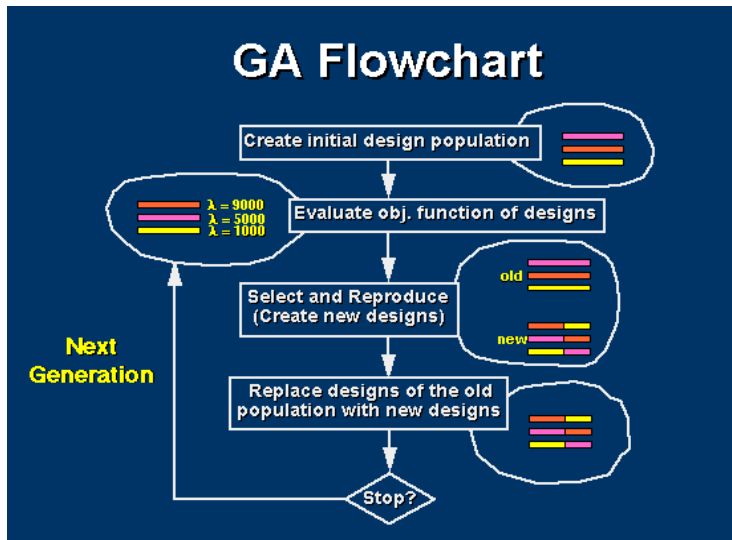 GA Flowchart
Create initial design population
λ = 9000
λ = 5000
λ = 1000
Evaluate obj. function of designs
old
Select and Reproduce
(Create new designs)
new
Next
Generation
Replace designs of the old
population with new designs
Stop?